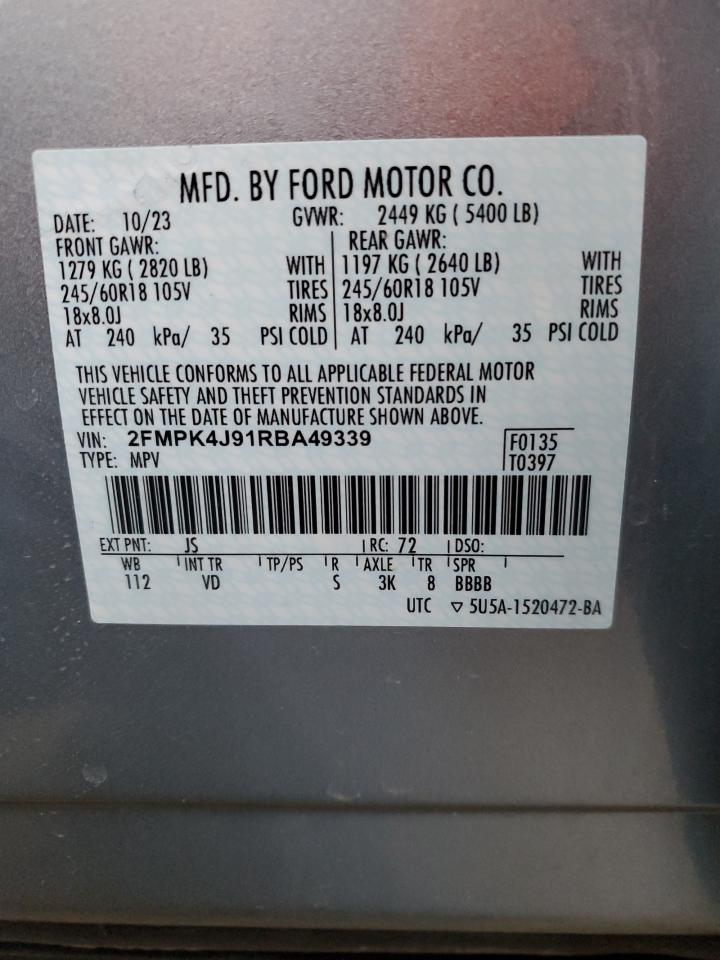 MFD. BY FORD MOTOR CO.
DATE: 10/23 GVWR: 2449 KG ( 5400 LB)
FRONT GAWR: REAR GAWR:
1279 KG ( 2820 LB) WITH 1197 KG ( 2640 LB) WITH
245/60R18 105V TIRES 245/60R18 105V TIRES
18x8.0J RIMS 18x8.0J RIMS
AT 240 kPa/ 35 PSI COLD AT 240 kPa/ 35 PSI COLD
THIS VEHICLE CONFORMS TO ALL APPLICABLE FEDERAL MOTOR
VEHICLE SAFETY AND THEFT PREVENTION STANDARDS IN
EFFECT ON THE DATE OF MANUFACTURE SHOWN ABOVE.
VIN: 2FMPK4J91RBA49339 F0135
TYPE: MPV T0397
EXT PNT: JS RC: 72 DSO:
WB INT TR TP/PS R AXLE TR SPR
112 VD S 3K 8 BBBB
UTC ▽ 5U5A-1520472-BA